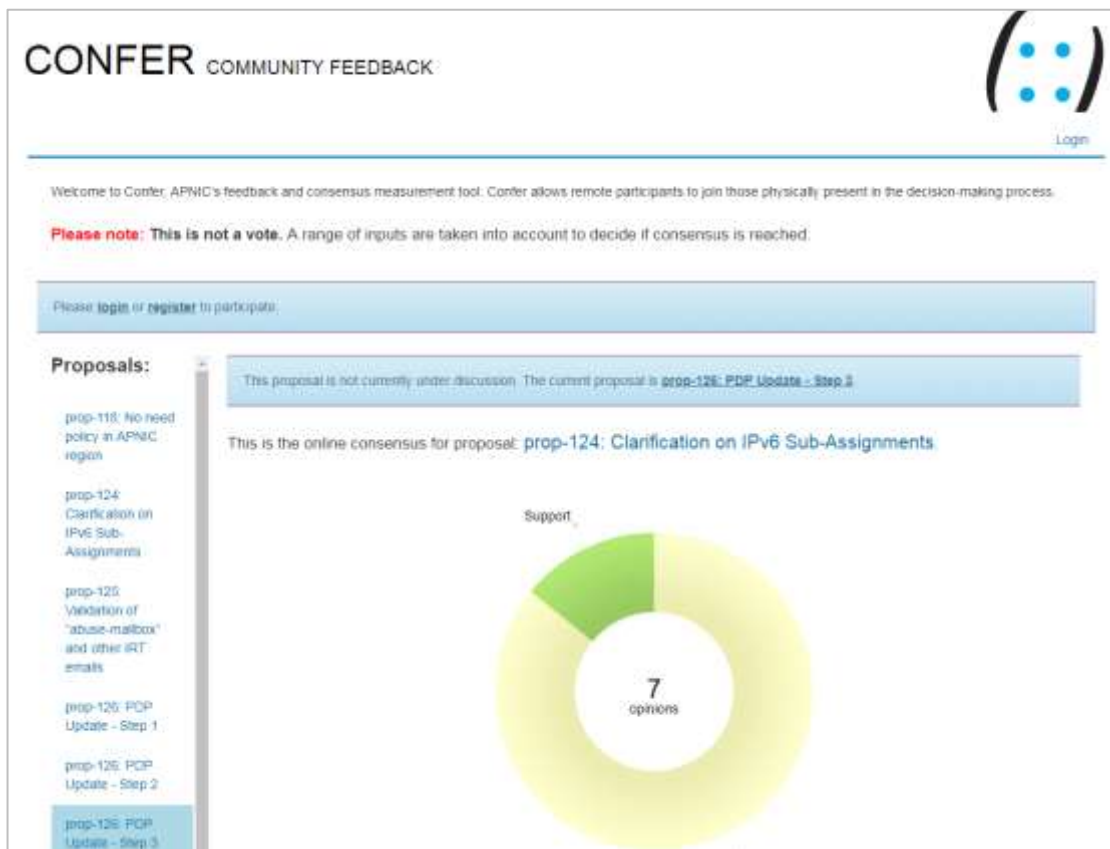 CONFER COMMUNITY FEEDBACK
Login
Welcome to Confer, APNIC's feedback and consensus measurement tool. Confer allows remote participants to join those physically present in the decision-making process.
Please note: This is not a vote. A range of inputs are taken into account to decide if consensus is reached.
Please login or register to participate.
Proposals:
prop-118: No need
policy in APNIC
region
prop-124:
Clarification on
IPv6 Sub-
Assignments
prop-125:
Validation of
"abuse-mailbox"
and other IRT
emails
prop-126: PDP
Update - Step 1
prop-126: PDP
Update - Step 2
prop-126: PDP
Update - Step 3
This proposal is not currently under discussion. The current proposal is prop-126: PDP Update - Step 3.
This is the online consensus for proposal: prop-124: Clarification on IPv6 Sub-Assignments.
Support
7
opinions